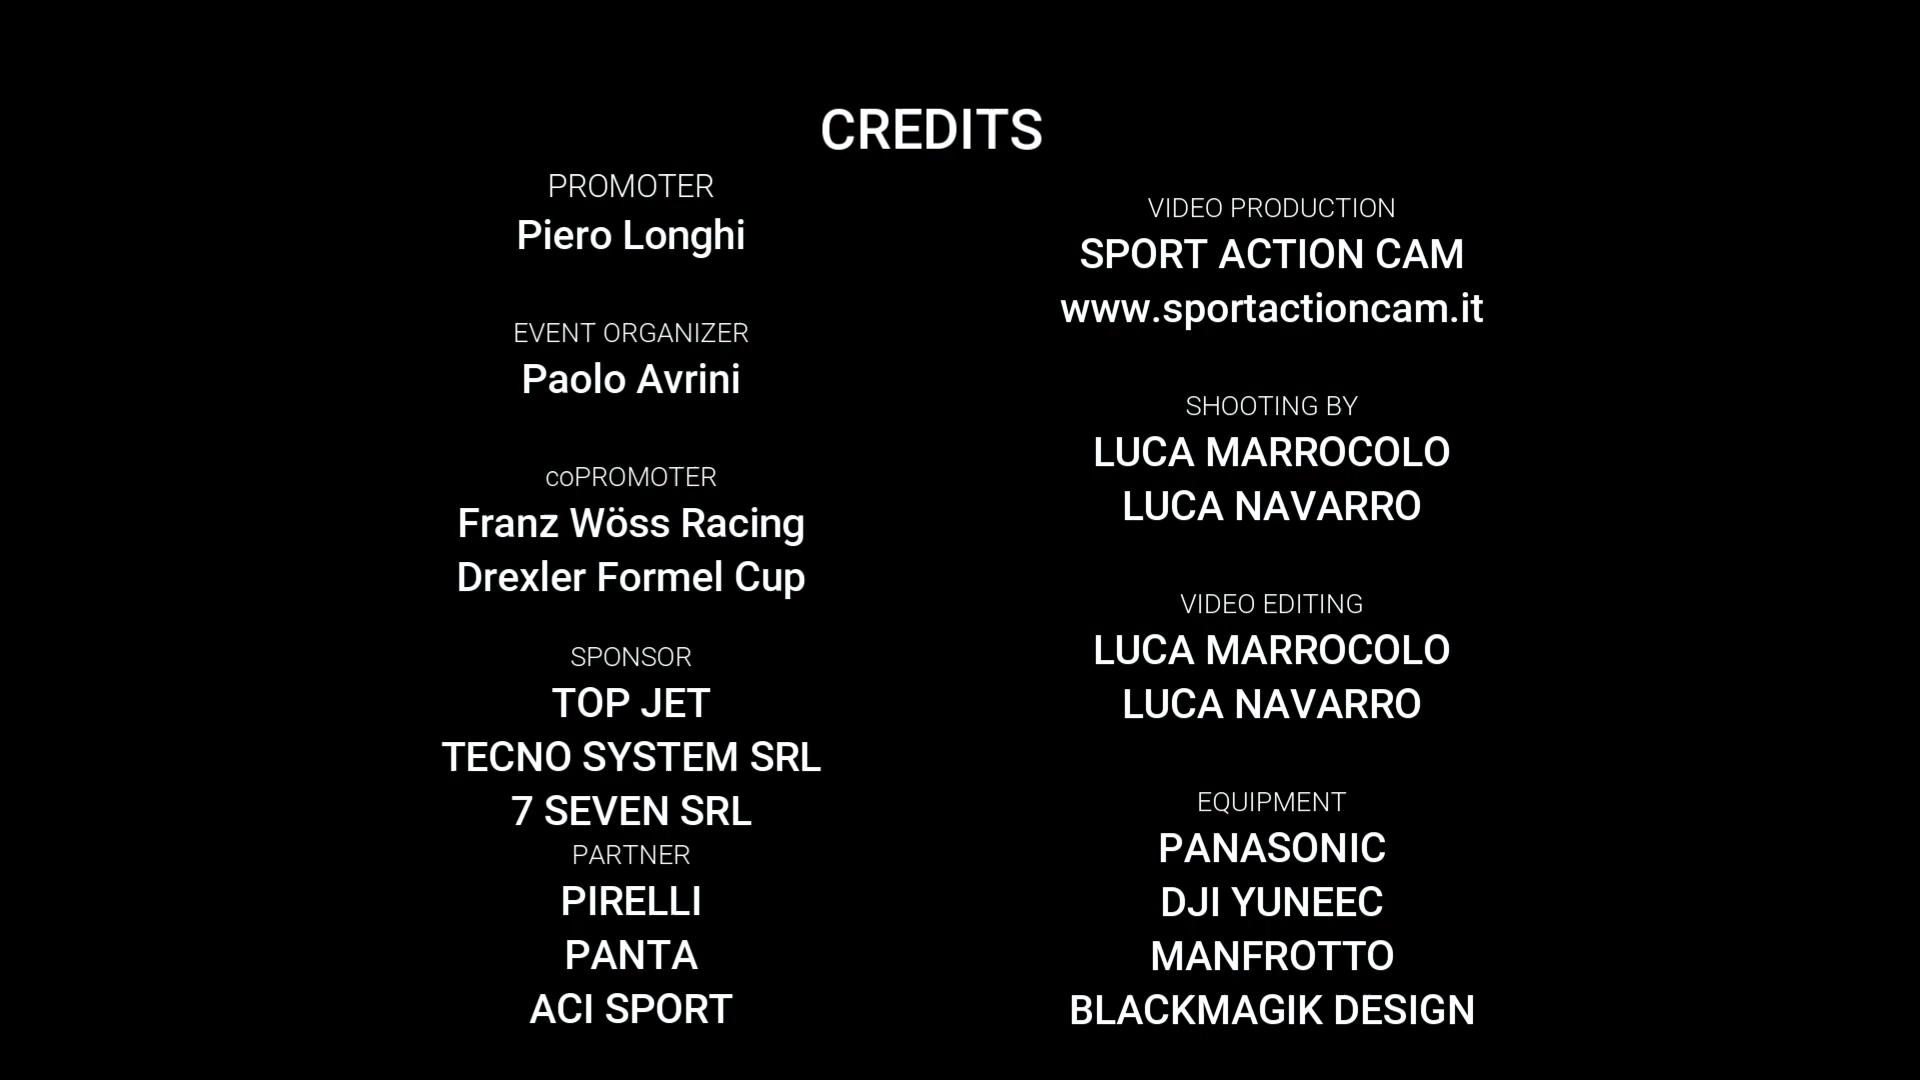 CREDITS
PROMOTER
Piero Longhi
EVENT ORGANIZER
Paolo Avrini
coPROMOTER
Franz Wöss Racing
Drexler Formel Cup
SPONSOR
TOP JET
TECNO SYSTEM SRL
7 SEVEN SRL
PARTNER
PIRELLI
PANTA
ACI SPORT
VIDEO PRODUCTION
SPORT ACTION CAM
www.sportactioncam.it
SHOOTING BY
LUCA MARROCOLO
LUCA NAVARRO
VIDEO EDITING
LUCA MARROCOLO
LUCA NAVARRO
EQUIPMENT
PANASONIC
DJI YUNEEC
MANFROTTO
BLACKMAGIK DESIGN